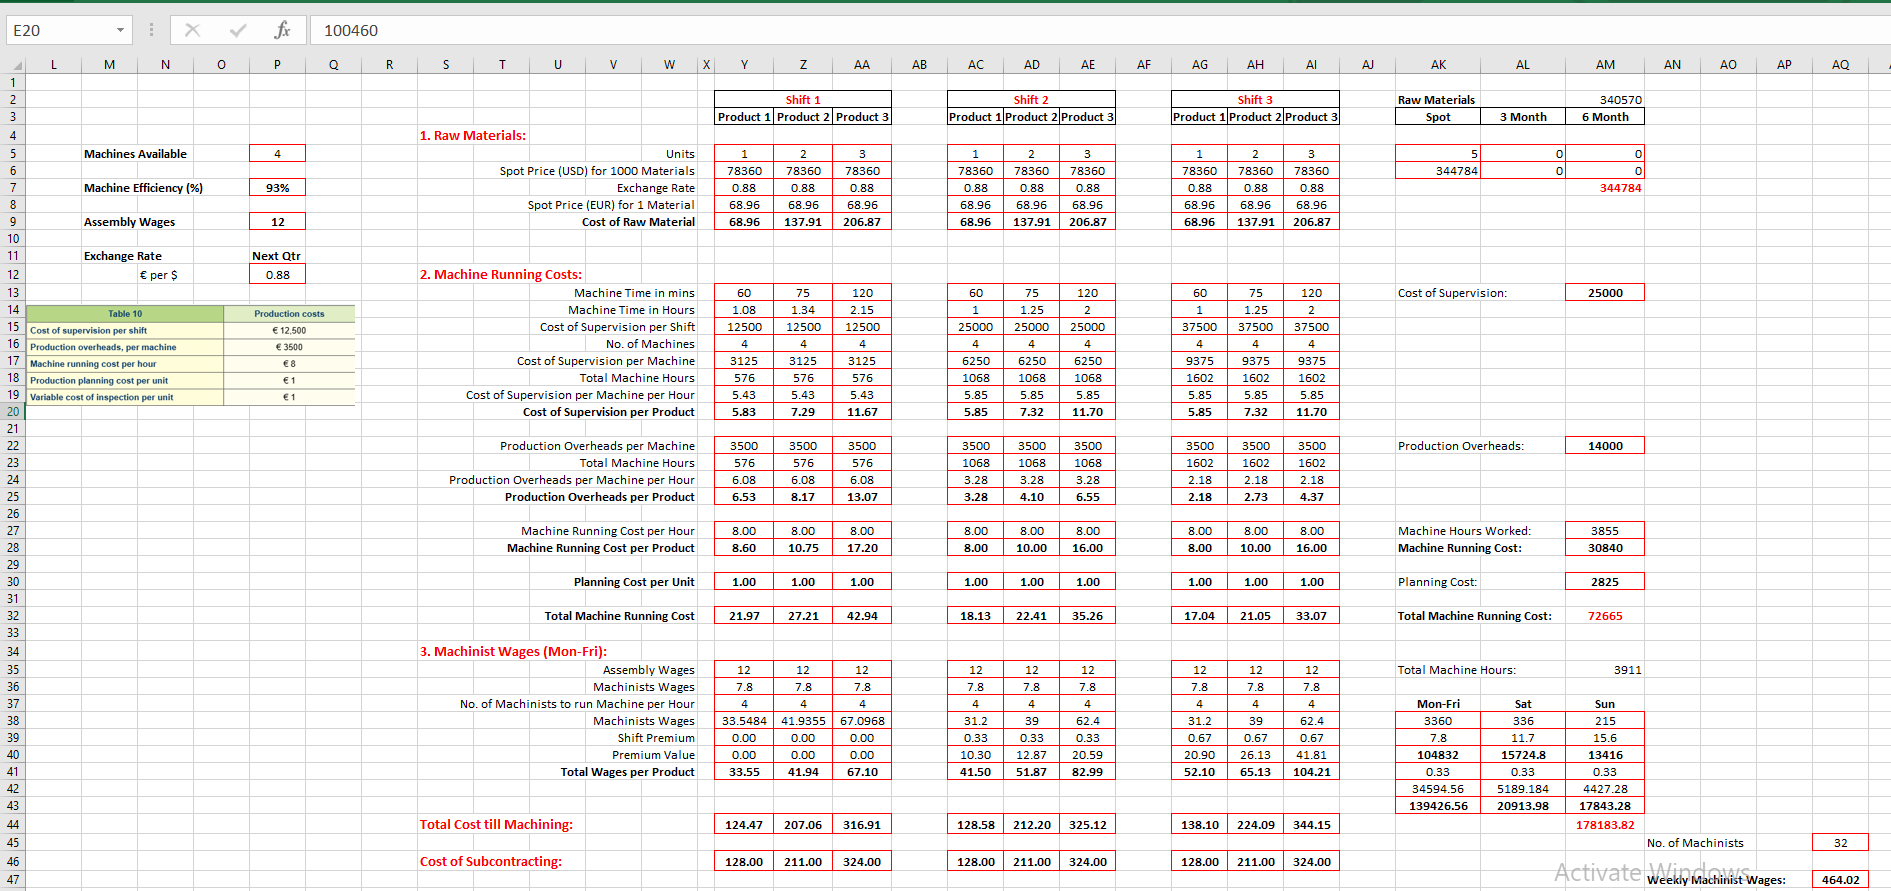 E20 fx 100460
L M N O P Q R S T U V W X Y Z AA AB AC AD AE AF AG AH AI AJ AK AL AM AN AO AP AQ
1
2 Shift 1 Shift 2 Shift 3 Raw Materials 340570
3 Product 1 Product 2 Product 3 Product 1 Product 2 Product 3 Product 1 Product 2 Product 3 Spot 3 Month 6 Month
4 1. Raw Materials:
5 Machines Available 4 Units 1 2 3 1 2 3 1 2 3 5 0 0
6 Spot Price (USD) for 1000 Materials 78360 78360 78360 78360 78360 78360 78360 78360 78360 344784 0 0
7 Machine Efficiency (%) 93% Exchange Rate 0.88 0.88 0.88 0.88 0.88 0.88 0.88 0.88 0.88 344784
8 Spot Price (EUR) for 1 Material 68.96 68.96 68.96 68.96 68.96 68.96 68.96 68.96 68.96
9 Assembly Wages 12 Cost of Raw Material 68.96 137.91 206.87 68.96 137.91 206.87 68.96 137.91 206.87
10
11 Exchange Rate Next Qtr
12 € per $ 0.88 2. Machine Running Costs:
13 Machine Time in mins 60 75 120 60 75 120 60 75 120 Cost of Supervision: 25000
14 Table 10 Production costs Machine Time in Hours 1.08 1.34 2.15 1 1.25 2 1 1.25 2
15 Cost of supervision per shift € 12,500 Cost of Supervision per Shift 12500 12500 12500 25000 25000 25000 37500 37500 37500
16 Production overheads, per machine € 3500 No. of Machines 4 4 4 4 4 4 4 4 4
17 Machine running cost per hour € 8 Cost of Supervision per Machine 3125 3125 3125 6250 6250 6250 9375 9375 9375
18 Production planning cost per unit € 1 Total Machine Hours 576 576 576 1068 1068 1068 1602 1602 1602
19 Variable cost of inspection per unit € 1 Cost of Supervision per Machine per Hour 5.43 5.43 5.43 5.85 5.85 5.85 5.85 5.85 5.85
20 Cost of Supervision per Product 5.83 7.29 11.67 5.85 7.32 11.70 5.85 7.32 11.70
21
22 Production Overheads per Machine 3500 3500 3500 3500 3500 3500 3500 3500 3500 Production Overheads: 14000
23 Total Machine Hours 576 576 576 1068 1068 1068 1602 1602 1602
24 Production Overheads per Machine per Hour 6.08 6.08 6.08 3.28 3.28 3.28 2.18 2.18 2.18
25 Production Overheads per Product 6.53 8.17 13.07 3.28 4.10 6.55 2.18 2.73 4.37
26
27 Machine Running Cost per Hour 8.00 8.00 8.00 8.00 8.00 8.00 8.00 8.00 8.00 Machine Hours Worked: 3855
28 Machine Running Cost per Product 8.60 10.75 17.20 8.00 10.00 16.00 8.00 10.00 16.00 Machine Running Cost: 30840
29
30 Planning Cost per Unit 1.00 1.00 1.00 1.00 1.00 1.00 1.00 1.00 1.00 Planning Cost: 2825
31
32 Total Machine Running Cost 21.97 27.21 42.94 18.13 22.41 35.26 17.04 21.05 33.07 Total Machine Running Cost: 72665
33
34 3. Machinist Wages (Mon-Fri):
35 Assembly Wages 12 12 12 12 12 12 12 12 12 Total Machine Hours: 3911
36 Machinists Wages 7.8 7.8 7.8 7.8 7.8 7.8 7.8 7.8 7.8
37 No. of Machinists to run Machine per Hour 4 4 4 4 4 4 4 4 4 Mon-Fri Sat Sun
38 Machinists Wages 33.5484 41.9355 67.0968 31.2 39 62.4 31.2 39 62.4 3360 336 215
39 Shift Premium 0.00 0.00 0.00 0.33 0.33 0.33 0.67 0.67 0.67 7.8 11.7 15.6
40 Premium Value 0.00 0.00 0.00 10.30 12.87 20.59 20.90 26.13 41.81 104832 15724.8 13416
41 Total Wages per Product 33.55 41.94 67.10 41.50 51.87 82.99 52.10 65.13 104.21 0.33 0.33 0.33
42 34594.56 5189.184 4427.28
43 139426.56 20913.98 17843.28
44 Total Cost till Machining: 124.47 207.06 316.91 128.58 212.20 325.12 138.10 224.09 344.15 178183.82
45 No. of Machinists 32
46 Cost of Subcontracting: 128.00 211.00 324.00 128.00 211.00 324.00 128.00 211.00 324.00
Activate Windows
47 Weekly Machinist Wages: 464.02